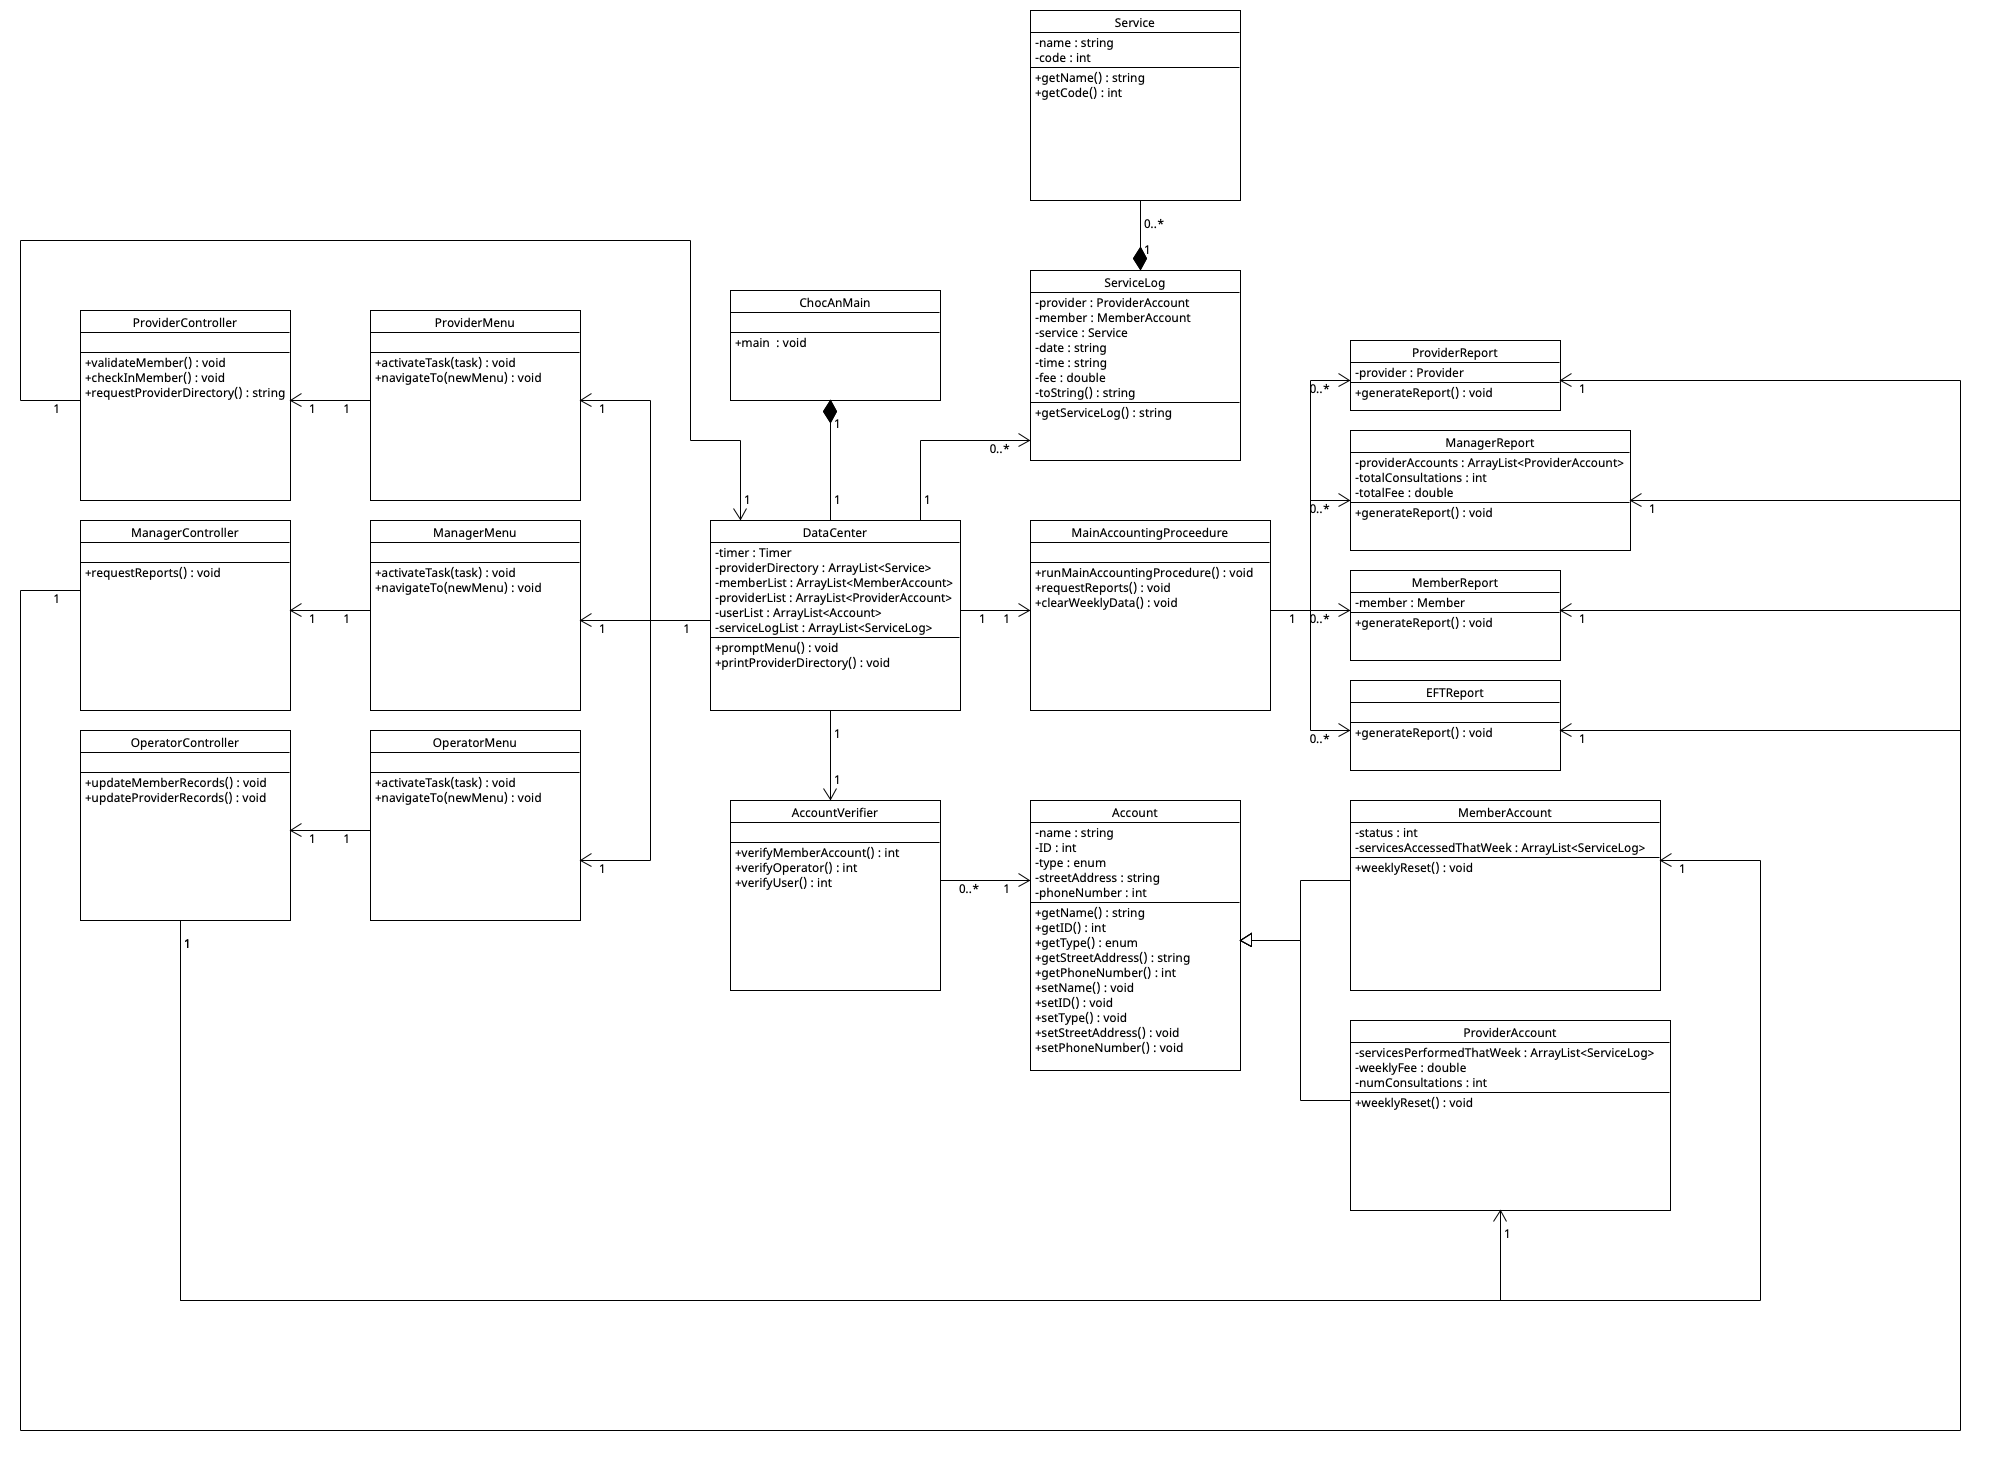 Service
-name : string
-code : int
+getName() : string
+getCode() : int
0..*
1
ServiceLog
-provider : ProviderAccount
-member : MemberAccount
-service : Service
-date : string
-time : string
-fee : double
-toString() : string
+getServiceLog() : string
ChocAnMain
+main  : void
1
1
0..*
1
1
ProviderController
+validateMember() : void
+checkInMember() : void
+requestProviderDirectory() : string
1
1
1
ProviderMenu
+activateTask(task) : void
+navigateTo(newMenu) : void
1
ManagerController
+requestReports() : void
1
1
1
ManagerMenu
+activateTask(task) : void
+navigateTo(newMenu) : void
1
1
OperatorController
+updateMemberRecords() : void
+updateProviderRecords() : void
1
1
1
OperatorMenu
+activateTask(task) : void
+navigateTo(newMenu) : void
1
DataCenter
-timer : Timer
-providerDirectory : ArrayList<Service>
-memberList : ArrayList<MemberAccount>
-providerList : ArrayList<ProviderAccount>
-userList : ArrayList<Account>
-serviceLogList : ArrayList<ServiceLog>
+promptMenu() : void
+printProviderDirectory() : void
1
1
1
1
MainAccountingProceedure
+runMainAccountingProcedure() : void
+requestReports() : void
+clearWeeklyData() : void
1
ProviderReport
-provider : Provider
+generateReport() : void
0..*
1
ManagerReport
-providerAccounts : ArrayList<ProviderAccount>
-totalConsultations : int
-totalFee : double
+generateReport() : void
0..*
1
MemberReport
-member : Member
+generateReport() : void
0..*
1
EFTReport
+generateReport() : void
0..*
1
AccountVerifier
+verifyMemberAccount() : int
+verifyOperator() : int
+verifyUser() : int
0..*
1
Account
-name : string
-ID : int
-type : enum
-streetAddress : string
-phoneNumber : int
+getName() : string
+getID() : int
+getType() : enum
+getStreetAddress() : string
+getPhoneNumber() : int
+setName() : void
+setID() : void
+setType() : void
+setStreetAddress() : void
+setPhoneNumber() : void
MemberAccount
-status : int
-servicesAccessedThatWeek : ArrayList<ServiceLog>
+weeklyReset() : void
1
ProviderAccount
-servicesPerformedThatWeek : ArrayList<ServiceLog>
-weeklyFee : double
-numConsultations : int
+weeklyReset() : void
1